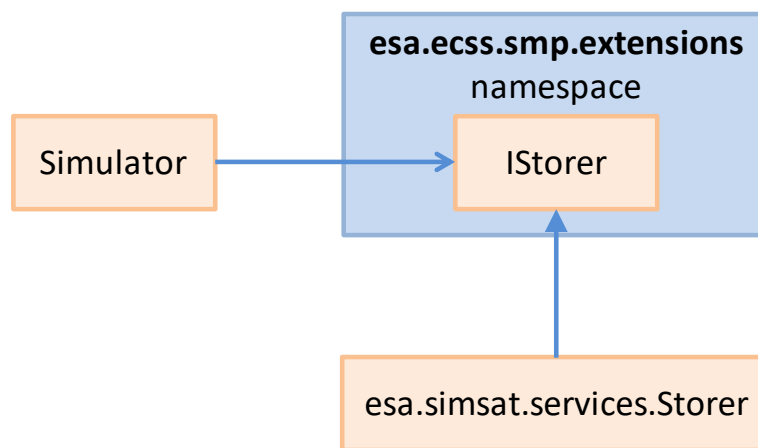 esa.ecss.smp.extensions
namespace
Simulator
IStorer
esa.simsat.services.Storer